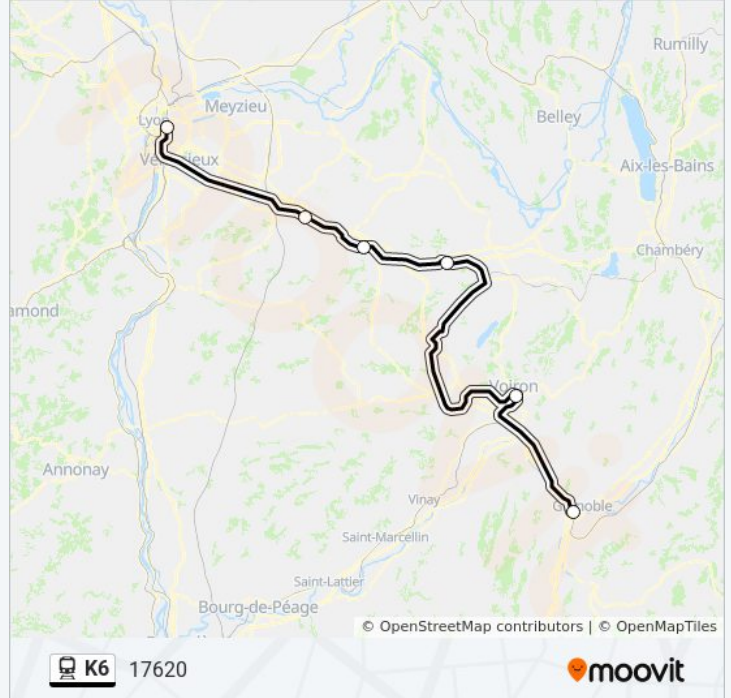 Rumilly
Meyzieu
Lyon
Belley
Vénissieux
Aix-les-Bains
Chambéry
amond
Voiron
Annonay
Vinay
Grenoble
Saint-Marcellin
Saint-Lattier
Bourg-de-Péage
© OpenStreetMap contributors | © OpenMapTiles
K6 17620
moovit